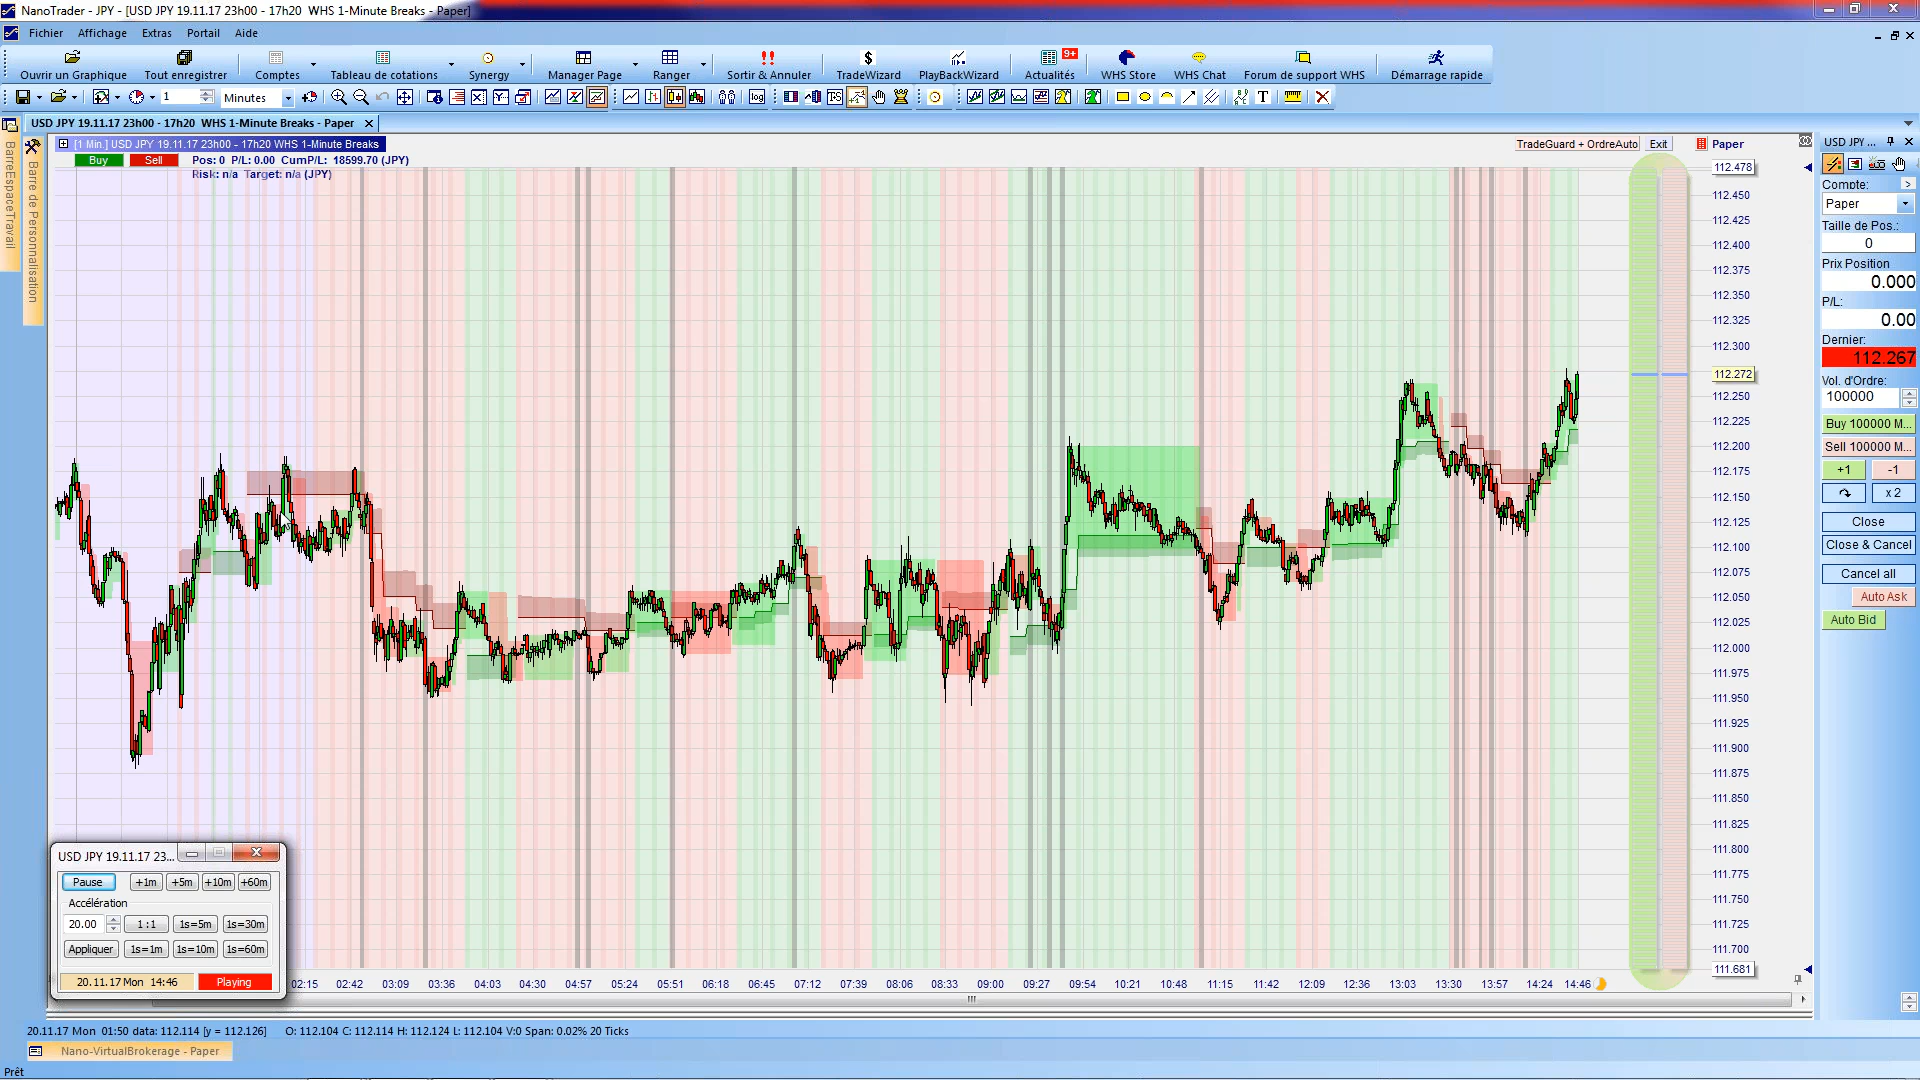 NanoTrader - JPY - [USD JPY 19.11.17 23h00 - 17h20  WHS 1-Minute Breaks - Paper]
Fichier Affichage Extras Portail Aide
Ouvrir un Graphique Tout enregistrer Comptes Tableau de cotations Synergy Manager Page Ranger Sortir & Annuler TradeWizard PlayBackWizard Actualités 9+ WHS Store WHS Chat Forum de support WHS Démarrage rapide
1 Minutes log T
USD JPY 19.11.17 23h00 - 17h20  WHS 1-Minute Breaks - Paper
BarreEspaceTravail
Barre de Personnalisation
[1 Min.] USD JPY 19.11.17 23h00 - 17h20 WHS 1-Minute Breaks
TradeGuard + OrdreAuto Exit Paper
Buy Sell Pos: 0 P/L: 0.00 CumP/L: 18599.70 (JPY)
Risk: n/a Target: n/a (JPY)
112.478
112.450
112.425
112.400
112.375
112.350
112.325
112.300
112.272
112.250
112.225
112.200
112.175
112.150
112.125
112.100
112.075
112.050
112.025
112.000
111.975
111.950
111.925
111.900
111.875
111.850
111.825
111.800
111.775
111.750
111.725
111.700
111.681
02:15 02:42 03:09 03:36 04:03 04:30 04:57 05:24 05:51 06:18 06:45 07:12 07:39 08:06 08:33 09:00 09:27 09:54 10:21 10:48 11:15 11:42 12:09 12:36 13:03 13:30 13:57 14:24 14:46
USD JPY ...
Compte: >
Paper
Taille de Pos.:
0
Prix Position
0.000
P/L:
0.00
Dernier:
112.267
Vol. d'Ordre:
100000
Buy 100000 M...
Sell 100000 M...
+1 -1
x 2
Close
Close & Cancel
Cancel all
Auto Ask
Auto Bid
USD JPY 19.11.17 23...
Pause +1m +5m +10m +60m
Accélération
20.00 1 : 1 1s=5m 1s=30m
Appliquer 1s=1m 1s=10m 1s=60m
20.11.17 Mon 14:46 Playing
20.11.17 Mon 01:50 data: 112.114 [y = 112.126] O: 112.104 C: 112.114 H: 112.124 L: 112.104 V:0 Span: 0.02% 20 Ticks
Nano-VirtualBrokerage - Paper
Prêt